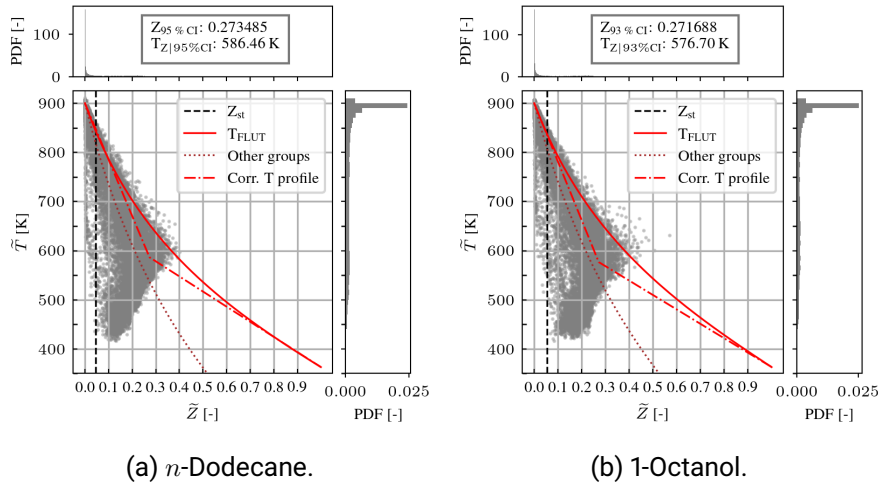 PDF [-]
100
0
Z95 % CI: 0.273485
TZ|95%CI: 586.46 K
900
800
700
600
500
400
T̃ [K]
Zst
TFLUT
Other groups
Corr. T profile
0.0 0.1 0.2 0.3 0.4 0.5 0.6 0.7 0.8 0.9
Z̃ [-]
0.000 0.025
PDF [-]
(a) n-Dodecane.
PDF [-]
100
0
Z93 % CI: 0.271688
TZ|93%CI: 576.70 K
900
800
700
600
500
400
T̃ [K]
Zst
TFLUT
Other groups
Corr. T profile
0.0 0.1 0.2 0.3 0.4 0.5 0.6 0.7 0.8 0.9
Z̃ [-]
0.000 0.025
PDF [-]
(b) 1-Octanol.